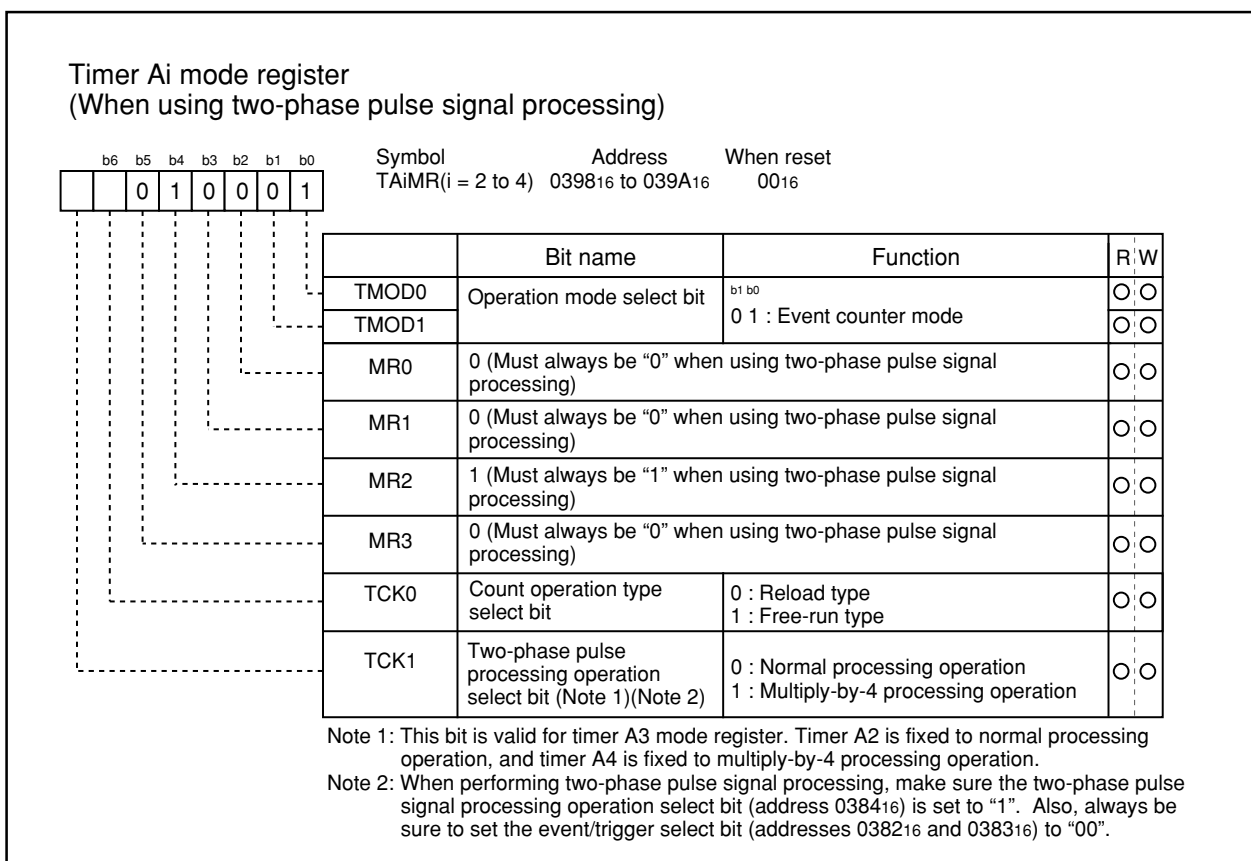 Timer Ai mode register
(When using two-phase pulse signal processing)
b6 b5 b4 b3 b2 b1 b0
0 1 0 0 0 1
Symbol Address When reset
TAiMR(i = 2 to 4) 039816 to 039A16 0016
Bit name Function R W
TMOD0 Operation mode select bit b1 b0
TMOD1 0 1 : Event counter mode
MR0 0 (Must always be “0” when using two-phase pulse signal
processing)
MR1 0 (Must always be “0” when using two-phase pulse signal
processing)
MR2 1 (Must always be “1” when using two-phase pulse signal
processing)
MR3 0 (Must always be “0” when using two-phase pulse signal
processing)
TCK0 Count operation type 0 : Reload type
select bit 1 : Free-run type
TCK1 Two-phase pulse
processing operation 0 : Normal processing operation
select bit (Note 1)(Note 2) 1 : Multiply-by-4 processing operation
Note 1: This bit is valid for timer A3 mode register. Timer A2 is fixed to normal processing
operation, and timer A4 is fixed to multiply-by-4 processing operation.
Note 2: When performing two-phase pulse signal processing, make sure the two-phase pulse
signal processing operation select bit (address 038416) is set to “1”. Also, always be
sure to set the event/trigger select bit (addresses 038216 and 038316) to “00”.